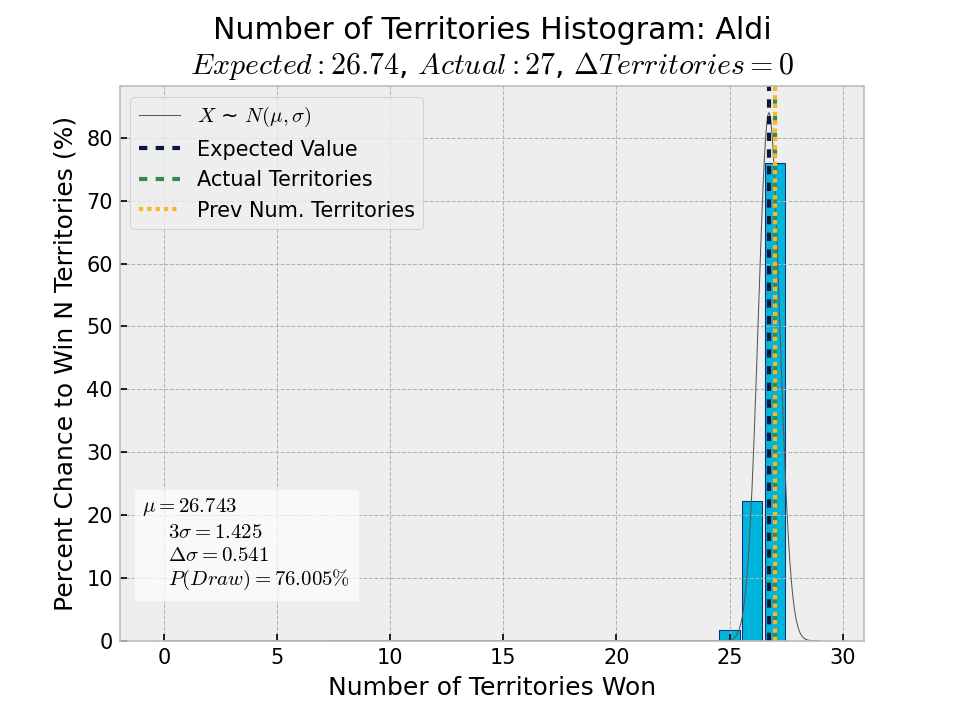 Number of Territories Histogram: Aldi
Expected : 26.74, Actual : 27, ΔTerritories = 0
X ~ N(μ, σ)
Expected Value
Actual Territories
Prev Num. Territories
Percent Chance to Win N Territories (%)
80
70
60
50
40
30
20
10
0
μ = 26.743
3σ = 1.425
Δσ = 0.541
P(Draw) = 76.005%
0 5 10 15 20 25 30
Number of Territories Won